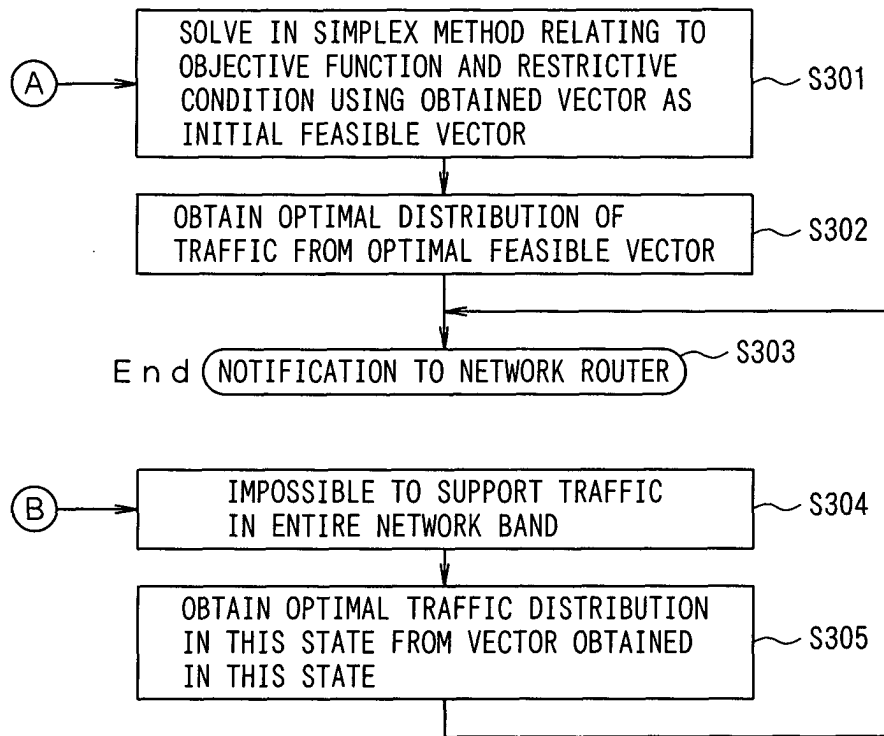 SOLVE IN SIMPLEX METHOD RELATING TO
OBJECTIVE FUNCTION AND RESTRICTIVE
CONDITION USING OBTAINED VECTOR AS
INITIAL FEASIBLE VECTOR
A
S301
OBTAIN OPTIMAL DISTRIBUTION OF
TRAFFIC FROM OPTIMAL FEASIBLE VECTOR
S302
End
NOTIFICATION TO NETWORK ROUTER
S303
B
IMPOSSIBLE TO SUPPORT TRAFFIC
IN ENTIRE NETWORK BAND
S304
OBTAIN OPTIMAL TRAFFIC DISTRIBUTION
IN THIS STATE FROM VECTOR OBTAINED
IN THIS STATE
S305